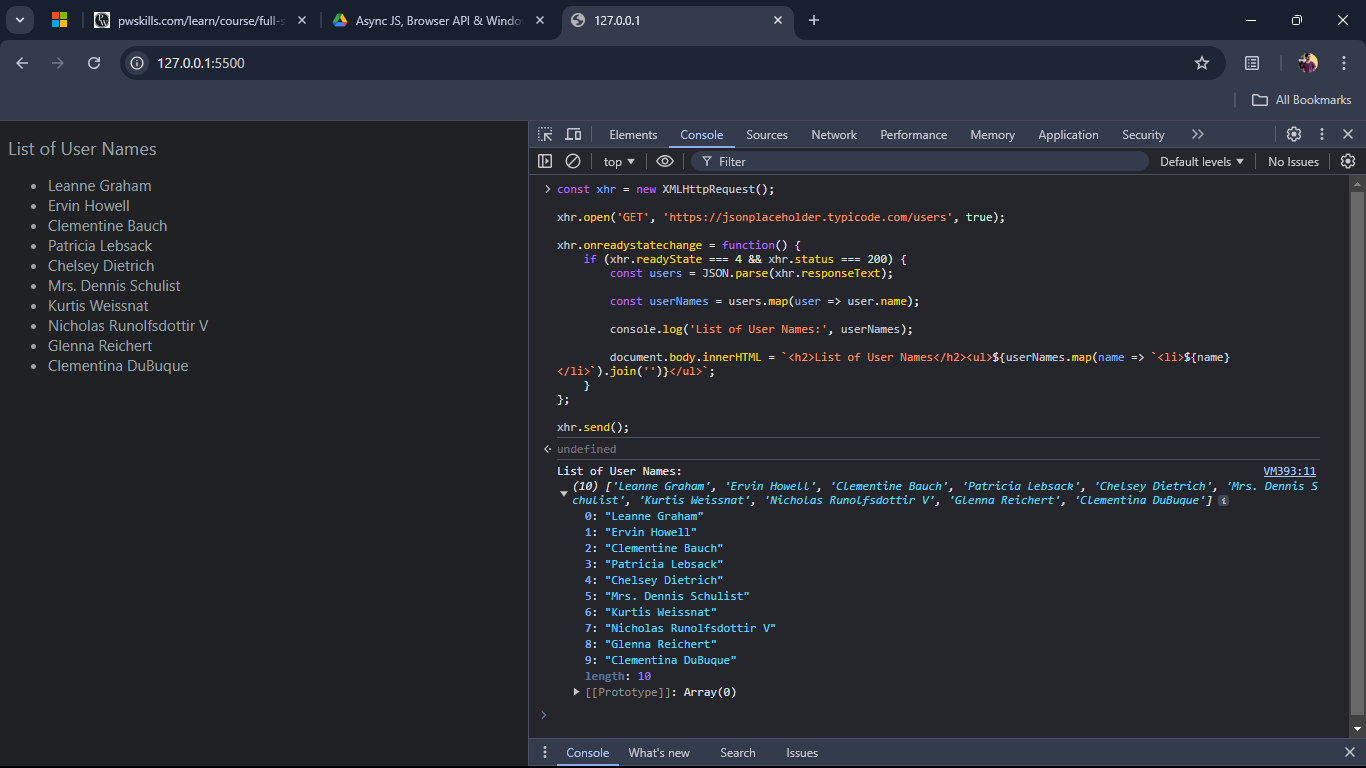 pwskills.com/learn/course/full-s
Async JS, Browser API & Windo
127.0.0.1
127.0.0.1:5500
All Bookmarks
List of User Names
Leanne Graham
Ervin Howell
Clementine Bauch
Patricia Lebsack
Chelsey Dietrich
Mrs. Dennis Schulist
Kurtis Weissnat
Nicholas Runolfsdottir V
Glenna Reichert
Clementina DuBuque
Elements Console Sources Network Performance Memory Application Security
top Filter Default levels No Issues
const xhr = new XMLHttpRequest();
xhr.open('GET', 'https://jsonplaceholder.typicode.com/users', true);
xhr.onreadystatechange = function() {
if (xhr.readyState === 4 && xhr.status === 200) {
const users = JSON.parse(xhr.responseText);
const userNames = users.map(user => user.name);
console.log('List of User Names:', userNames);
document.body.innerHTML = `<h2>List of User Names</h2><ul>${userNames.map(name => `<li>${name}
</li>`).join('')}</ul>`;
}
};
xhr.send();
undefined
List of User Names: VM393:11
(10) ['Leanne Graham', 'Ervin Howell', 'Clementine Bauch', 'Patricia Lebsack', 'Chelsey Dietrich', 'Mrs. Dennis S
chulist', 'Kurtis Weissnat', 'Nicholas Runolfsdottir V', 'Glenna Reichert', 'Clementina DuBuque'] i
0: "Leanne Graham"
1: "Ervin Howell"
2: "Clementine Bauch"
3: "Patricia Lebsack"
4: "Chelsey Dietrich"
5: "Mrs. Dennis Schulist"
6: "Kurtis Weissnat"
7: "Nicholas Runolfsdottir V"
8: "Glenna Reichert"
9: "Clementina DuBuque"
length: 10
[[Prototype]]: Array(0)
Console What's new Search Issues